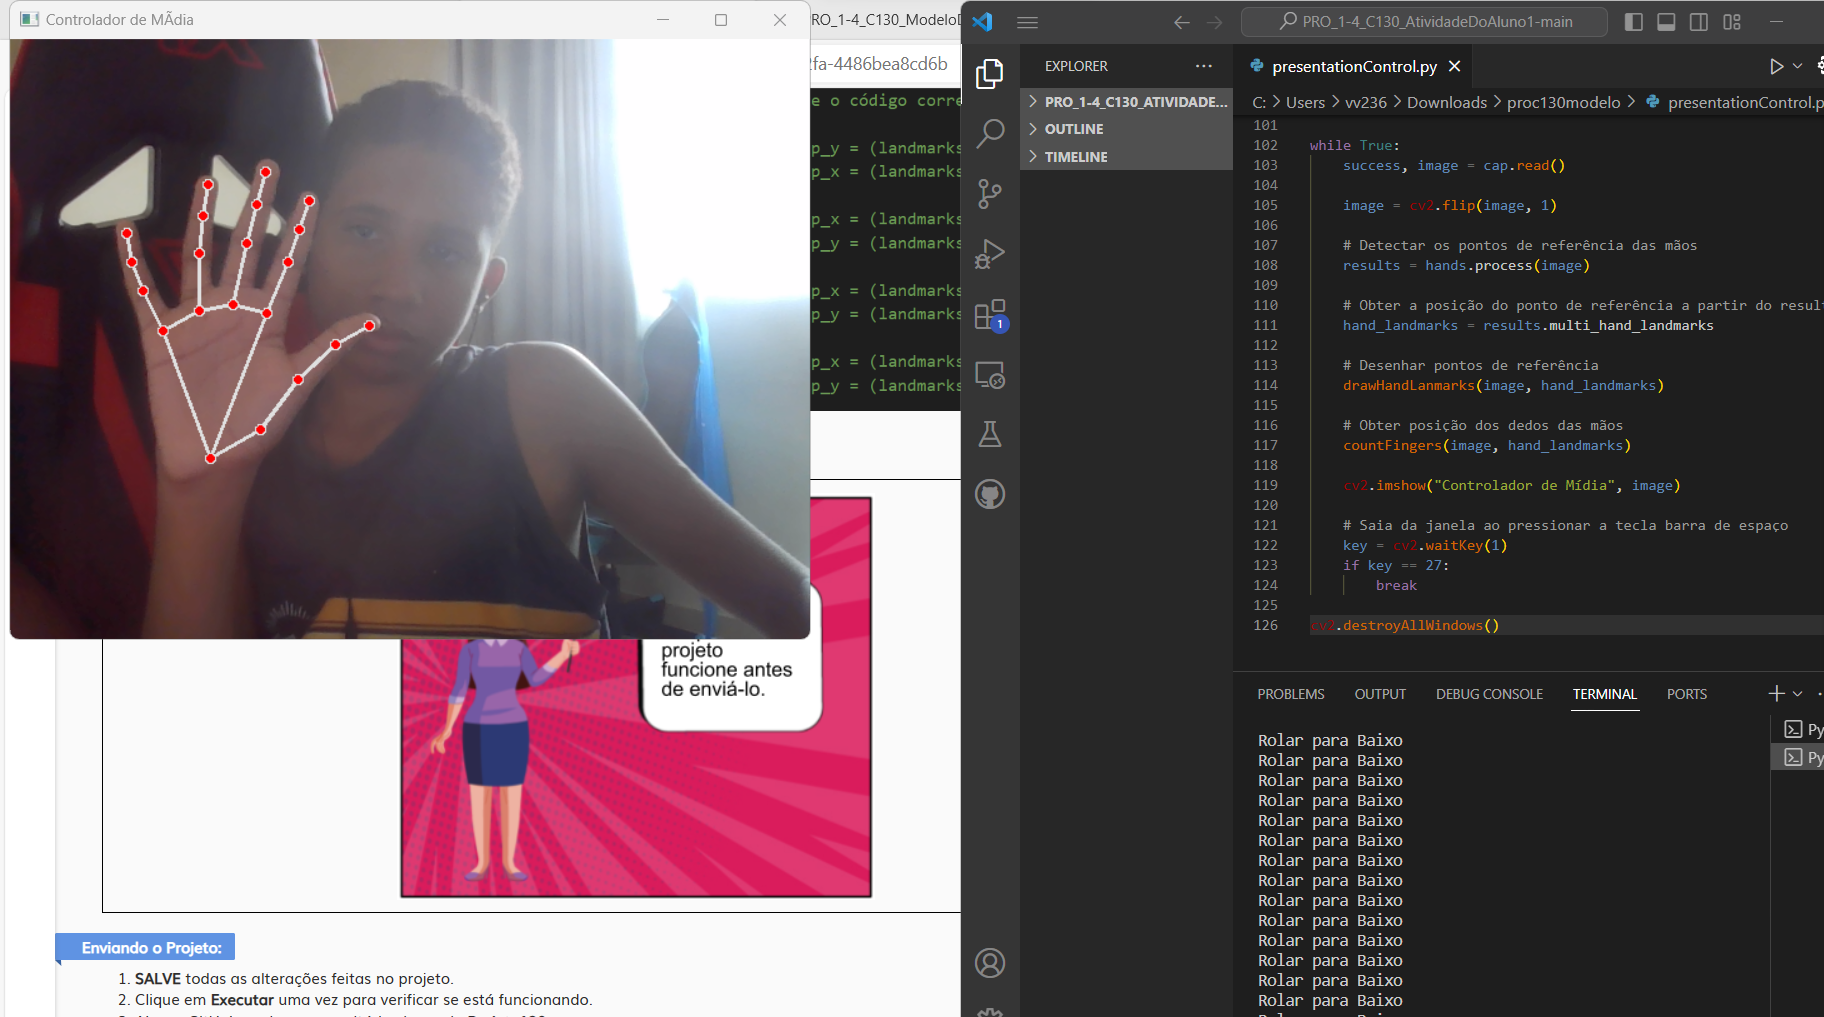 Controlador de MÃdia
PRO_1-4_C130_ModeloD
2fa-4486bea8cd6b
e o código corre
p_y = (landmarks
p_x = (landmarks
p_x = (landmarks
p_y = (landmarks
p_x = (landmarks
p_y = (landmarks
p_x = (landmarks
p_y = (landmarks
projeto
funcione antes
de enviá-lo.
Enviando o Projeto:
1. SALVE todas as alterações feitas no projeto.
2. Clique em Executar uma vez para verificar se está funcionando.
PRO_1-4_C130_AtividadeDoAluno1-main
EXPLORER
PRO_1-4_C130_ATIVIDADE...
OUTLINE
TIMELINE
1
presentationControl.py
C: > Users > vv236 > Downloads > proc130modelo > presentationControl.p
101
102 while True:
103 success, image = cap.read()
104
105 image = cv2.flip(image, 1)
106
107 # Detectar os pontos de referência das mãos
108 results = hands.process(image)
109
110 # Obter a posição do ponto de referência a partir do result
111 hand_landmarks = results.multi_hand_landmarks
112
113 # Desenhar pontos de referência
114 drawHandLanmarks(image, hand_landmarks)
115
116 # Obter posição dos dedos das mãos
117 countFingers(image, hand_landmarks)
118
119 cv2.imshow("Controlador de Mídia", image)
120
121 # Saia da janela ao pressionar a tecla barra de espaço
122 key = cv2.waitKey(1)
123 if key == 27:
124 break
125
126 cv2.destroyAllWindows()
PROBLEMS OUTPUT DEBUG CONSOLE TERMINAL PORTS
Rolar para Baixo
Rolar para Baixo
Rolar para Baixo
Rolar para Baixo
Rolar para Baixo
Rolar para Baixo
Rolar para Baixo
Rolar para Baixo
Rolar para Baixo
Rolar para Baixo
Rolar para Baixo
Rolar para Baixo
Rolar para Baixo
Rolar para Baixo
Py
Py